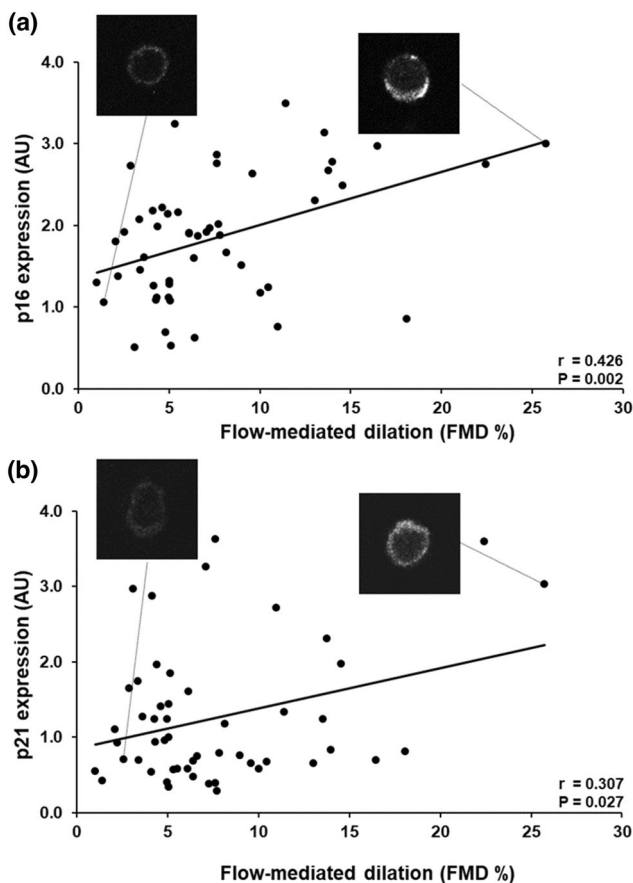 (a)
p16 expression (AU)
4.0
3.0
2.0
1.0
0.0
0 5 10 15 20 25 30
r = 0.426
P = 0.002
Flow-mediated dilation (FMD %)
(b)
p21 expression (AU)
4.0
3.0
2.0
1.0
0.0
0 5 10 15 20 25 30
r = 0.307
P = 0.027
Flow-mediated dilation (FMD %)